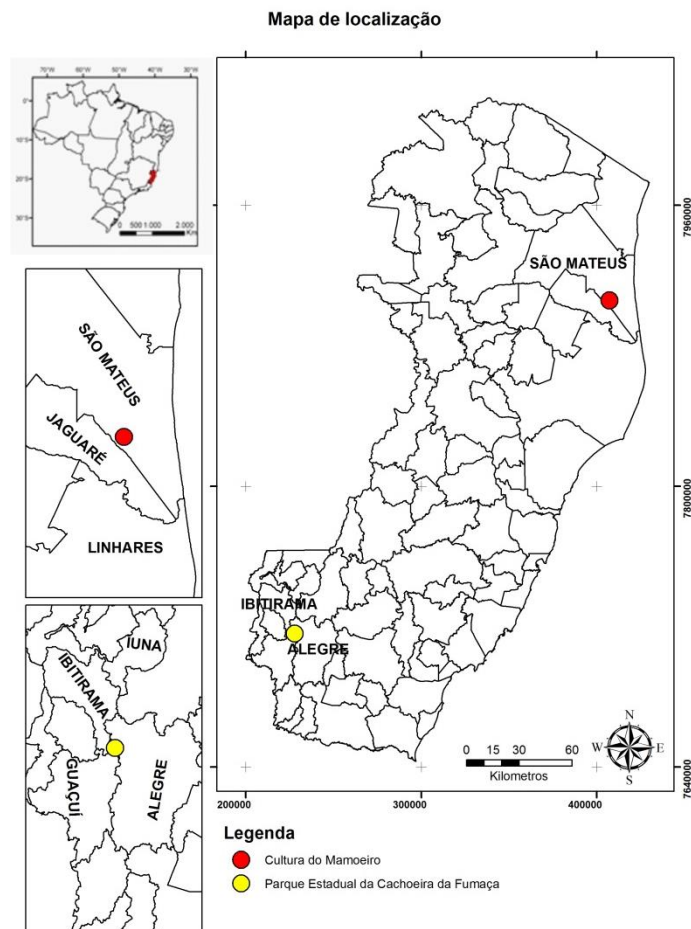 Mapa de localização
70°W 60°W 50°W 40°W 30°W
0°
10°S
20°S
30°S
0 500 1.000 2.000
Km
SÃO MATEUS
JAGUARÉ
LINHARES
IUNA
IBITIRAMA
GUAÇUÍ
ALEGRE
SÃO MATEUS
IBITIRAMA
ALEGRE
7960000
7800000
7640000
N
W E
S
0 15 30 60
Kilometros
200000 300000 400000
Legenda
Cultura do Mamoeiro
Parque Estadual da Cachoeira da Fumaça